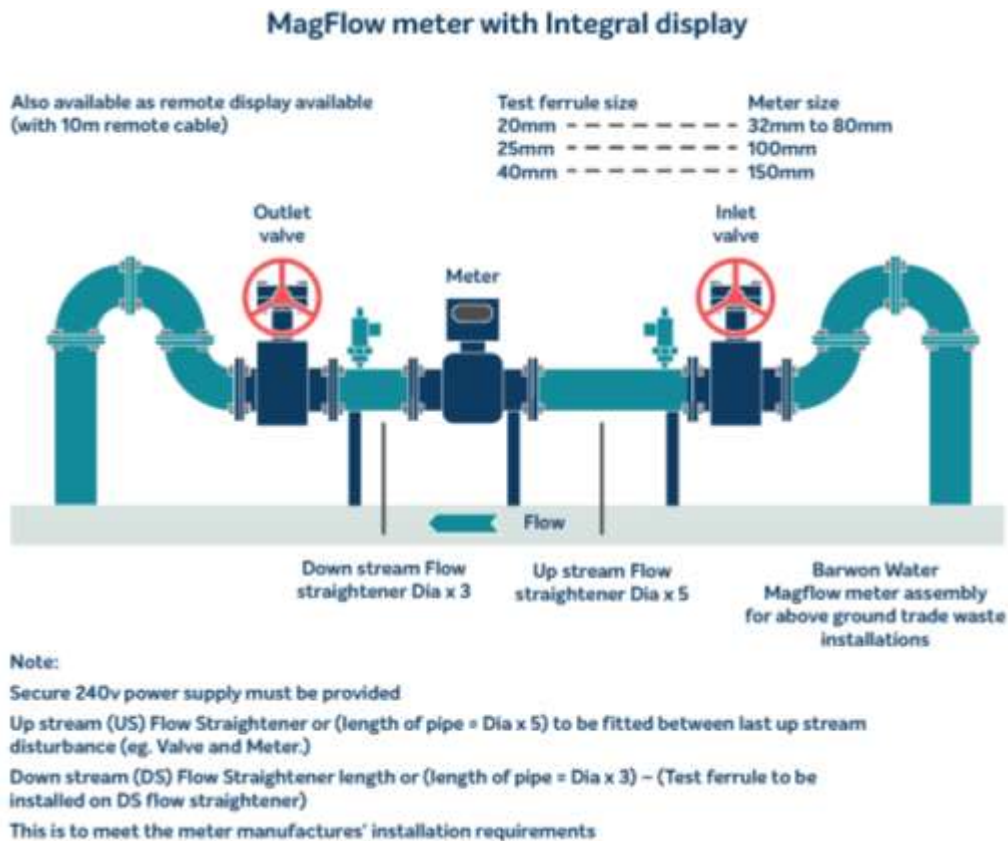 MagFlow meter with Integral display
Also available as remote display available
(with 10m remote cable)
Test ferrule size Meter size
20mm 32mm to 80mm
25mm 100mm
40mm 150mm
Outlet
valve
Meter
Inlet
valve
Flow
Down stream Flow
straightener Dia x 3
Up stream Flow
straightener Dia x 5
Barwon Water
Magflow meter assembly
for above ground trade waste
installations
Note:
Secure 240v power supply must be provided
Up stream (US) Flow Straightener or (length of pipe = Dia x 5) to be fitted between last up stream
disturbance (eg. Valve and Meter.)
Down stream (DS) Flow Straightener length or (length of pipe = Dia x 3) – (Test ferrule to be
installed on DS flow straightener)
This is to meet the meter manufactures' installation requirements